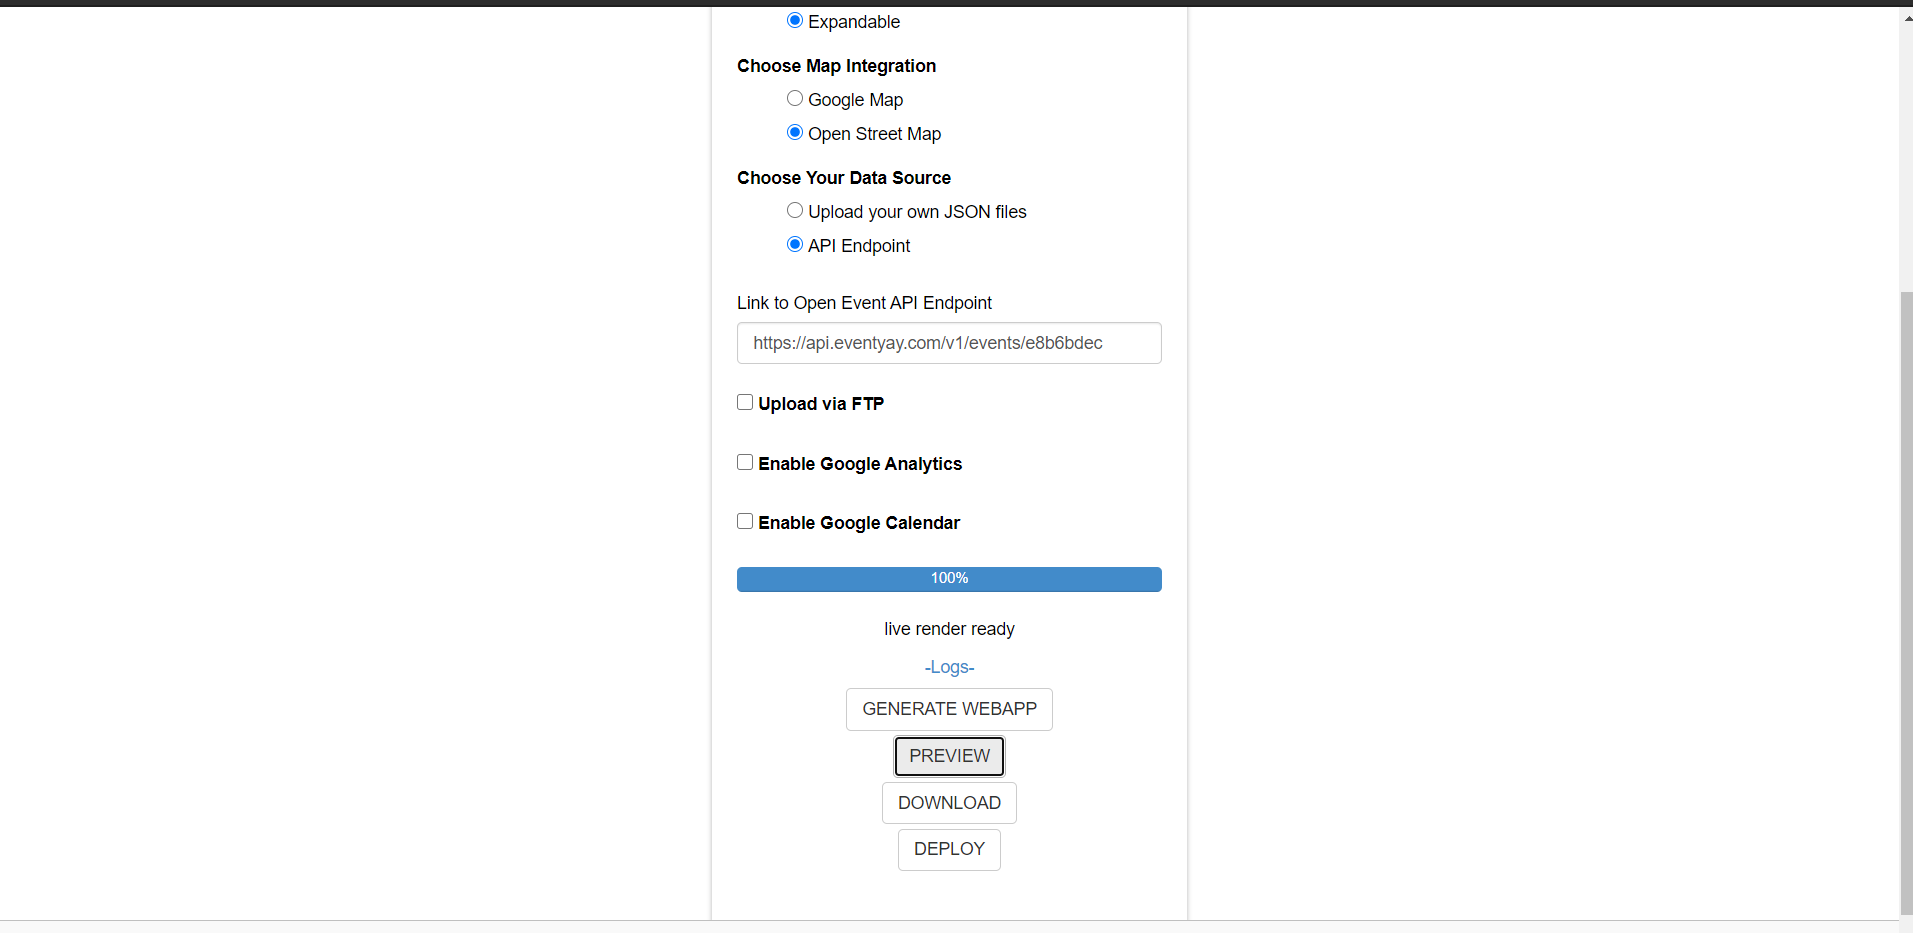 Expandable
Choose Map Integration
Google Map
Open Street Map
Choose Your Data Source
Upload your own JSON files
API Endpoint
Link to Open Event API Endpoint
https://api.eventyay.com/v1/events/e8b6bdec
Upload via FTP
Enable Google Analytics
Enable Google Calendar
100%
live render ready
-Logs-
GENERATE WEBAPP
PREVIEW
DOWNLOAD
DEPLOY